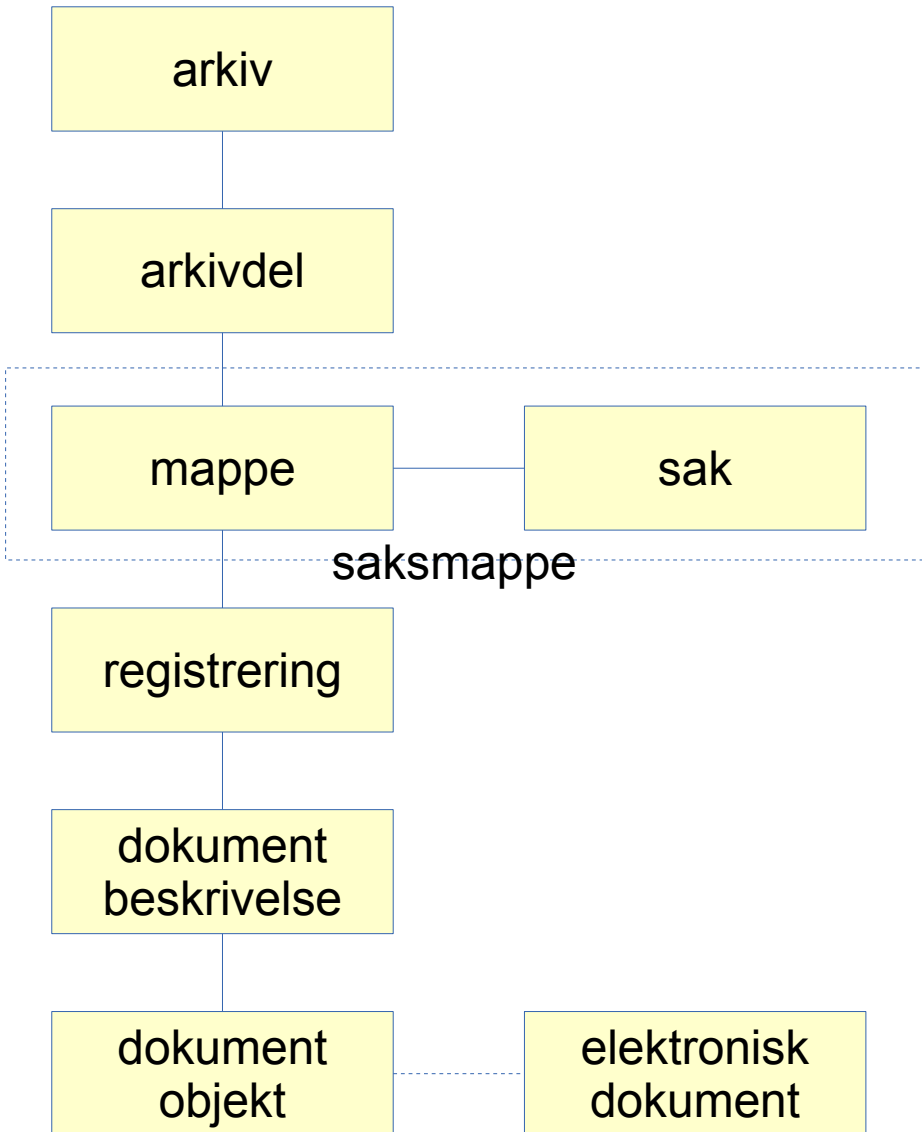 arkiv
arkivdel
mappe
sak
saksmappe
registrering
dokument
beskrivelse
dokument
objekt
elektronisk
dokument